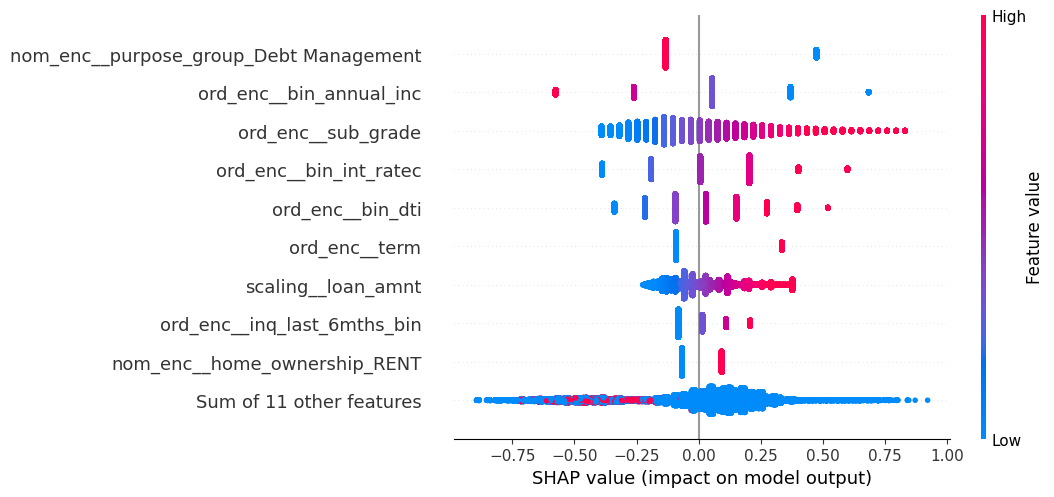 High
nom_enc__purpose_group_Debt Management
ord_enc__bin_annual_inc
ord_enc__sub_grade
ord_enc__bin_int_ratec
ord_enc__bin_dti
ord_enc__term
scaling__loan_amnt
ord_enc__inq_last_6mths_bin
nom_enc__home_ownership_RENT
Sum of 11 other features
Feature value
Low
−0.75 −0.50 −0.25 0.00 0.25 0.50 0.75 1.00
SHAP value (impact on model output)